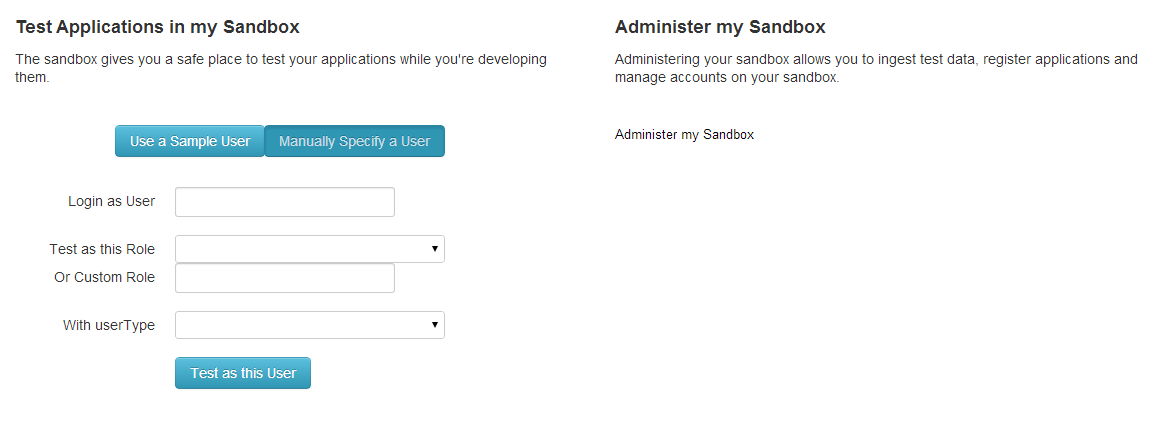 Test Applications in my Sandbox
The sandbox gives you a safe place to test your applications while you're developing
them.
Use a Sample User
Manually Specify a User
Login as User
Test as this Role
Or Custom Role
With userType
Test as this User
Administer my Sandbox
Administering your sandbox allows you to ingest test data, register applications and
manage accounts on your sandbox.
Administer my Sandbox